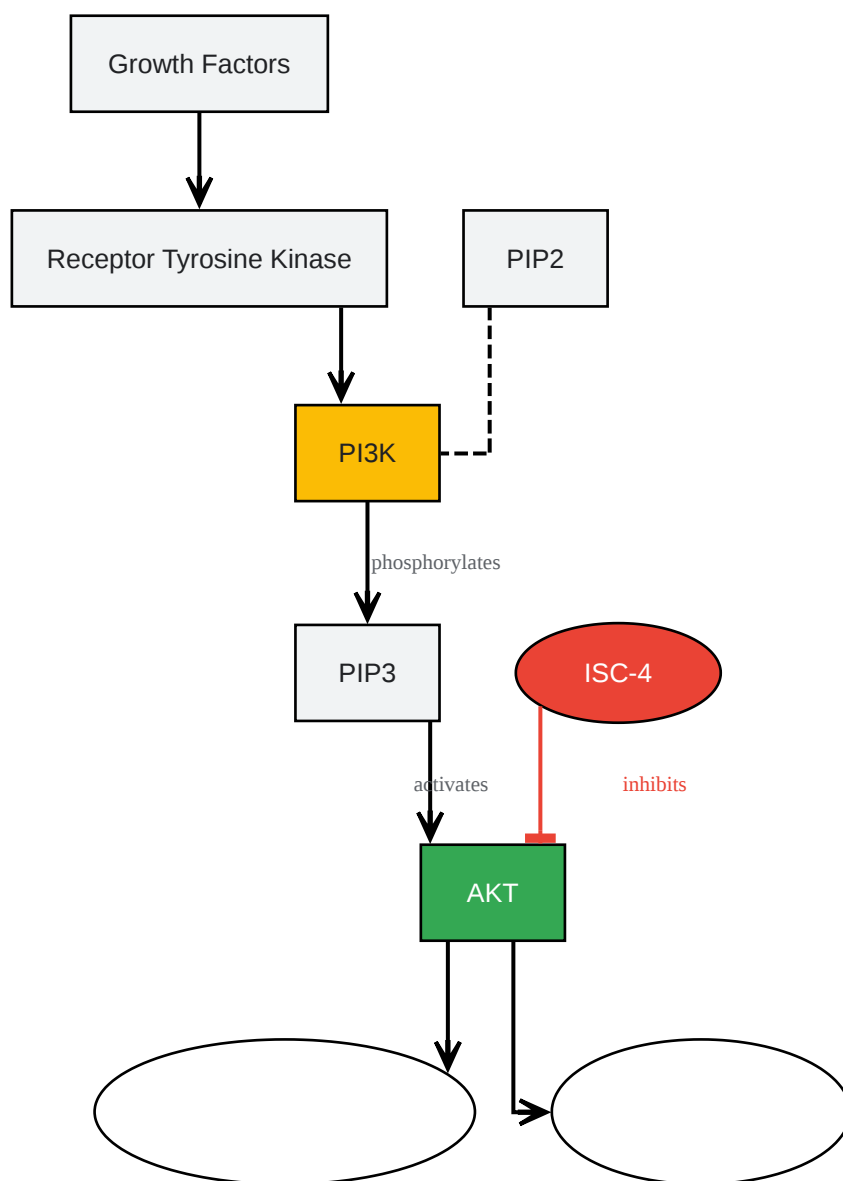 Growth Factors
Receptor Tyrosine Kinase
PIP2
PI3K
phosphorylates
PIP3
ISC-4
activates
inhibits
AKT